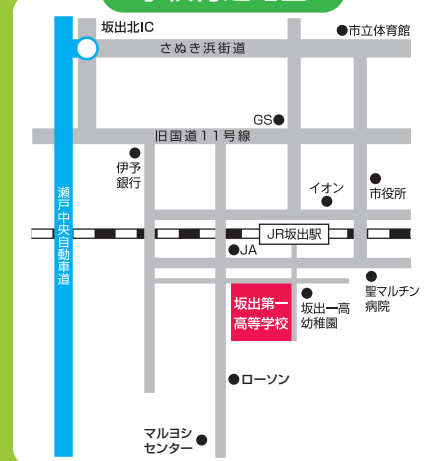 坂出北IC
●市立体育館
さぬき浜街道
GS●
旧国道11号線
伊予
銀行
イオン
市役所
瀬戸中央自動車道
JR坂出駅
●JA
聖マルチン
病院
坂出第一
高等学校
坂出一高
幼稚園
●ローソン
マルヨシ
センター